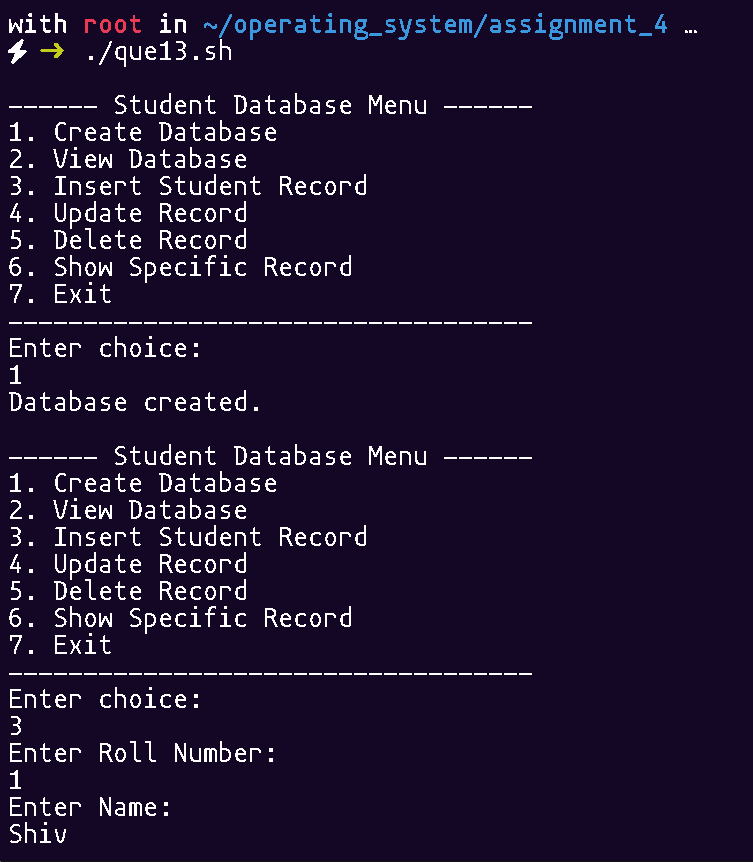 with root in ~/operating_system/assignment_4 …
⚡ → ./que13.sh
------ Student Database Menu ------
1. Create Database
2. View Database
3. Insert Student Record
4. Update Record
5. Delete Record
6. Show Specific Record
7. Exit
-----------------------------------
Enter choice:
1
Database created.
------ Student Database Menu ------
1. Create Database
2. View Database
3. Insert Student Record
4. Update Record
5. Delete Record
6. Show Specific Record
7. Exit
-----------------------------------
Enter choice:
3
Enter Roll Number:
1
Enter Name:
Shiv